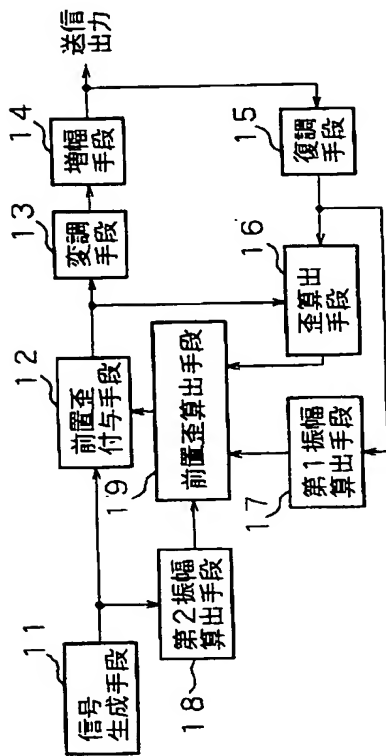 11
信号
生成手段
12
前置歪
付与手段
13
変調
手段
14
増幅
手段
送信
出力
15
復調
手段
16
歪算出
手段
19
前置歪算出手段
17
第1振幅
算出手段
18
第2振幅
算出手段